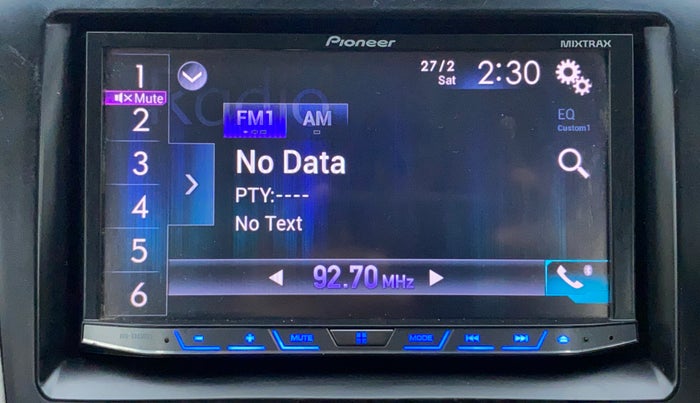 Pioneer
MIXTRAX
1
27/2
Sat
2:30
Mute
Radio
2
FM1
AM
EQ
Custom1
3
No Data
PTY:----
4
No Text
5
6
92.70 MHz
MUTE
MODE